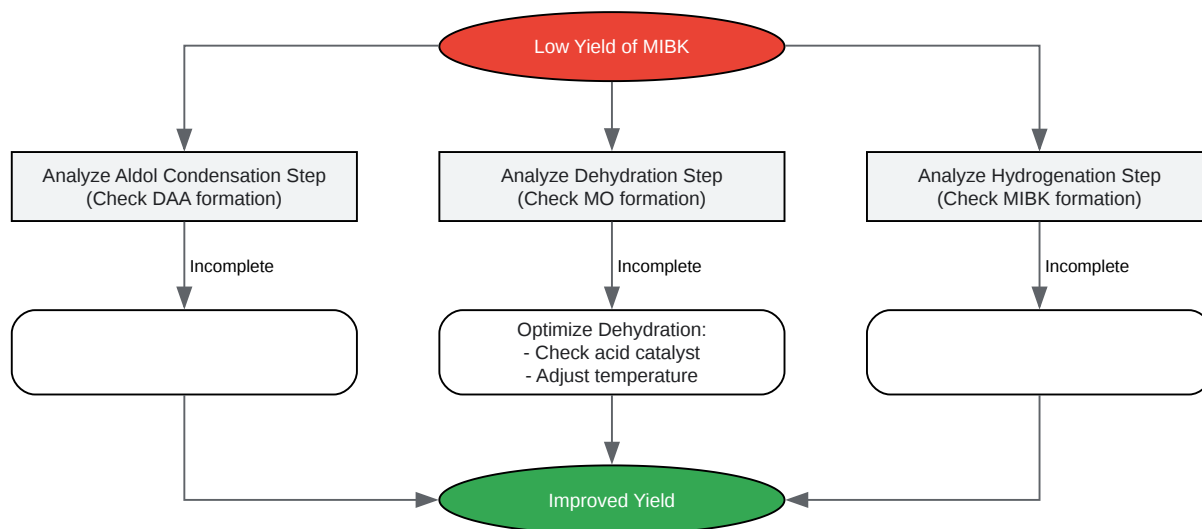 Low Yield of MIBK
Analyze Aldol Condensation Step
(Check DAA formation)
Analyze Dehydration Step
(Check MO formation)
Analyze Hydrogenation Step
(Check MIBK formation)
Incomplete
Incomplete
Incomplete
Optimize Dehydration:
- Check acid catalyst
- Adjust temperature
Improved Yield